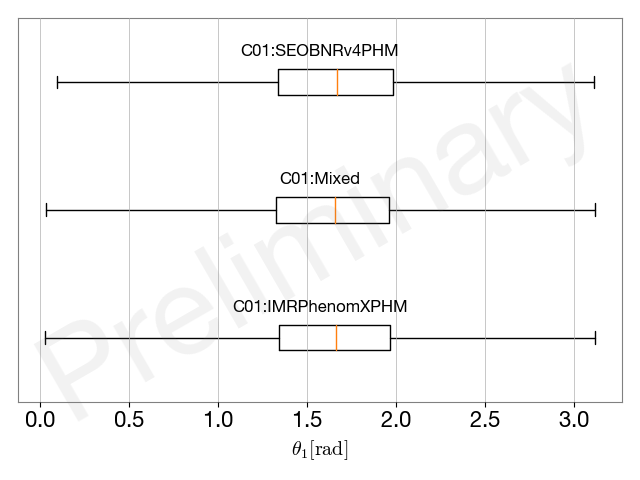 C01:SEOBNRv4PHM
C01:Mixed
C01:IMRPhenomXPHM
Preliminary
0.0 0.5 1.0 1.5 2.0 2.5 3.0
θ₁[rad]